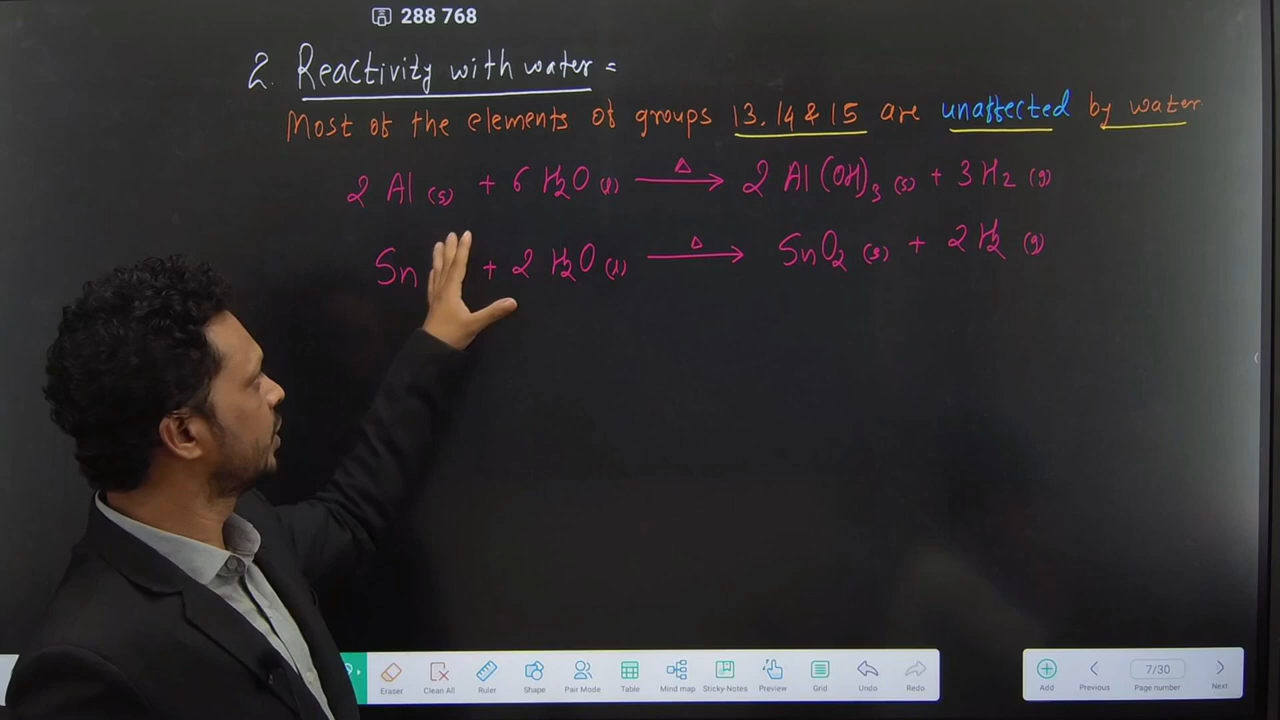 288 768
2. Reactivity with water =
Most of the elements of groups 13, 14 & 15 are unaffected by water.
2 Al (s) + 6 H2O (l) →Δ 2 Al(OH)3 (s) + 3H2 (g)
Sn + 2 H2O (l) →Δ SnO2 (s) + 2 H2 (g)
Eraser Clean All Ruler Shape Pair Mode Table Mind map Sticky-Notes Preview Grid Undo Redo
Add Previous 7/30 Page number Next